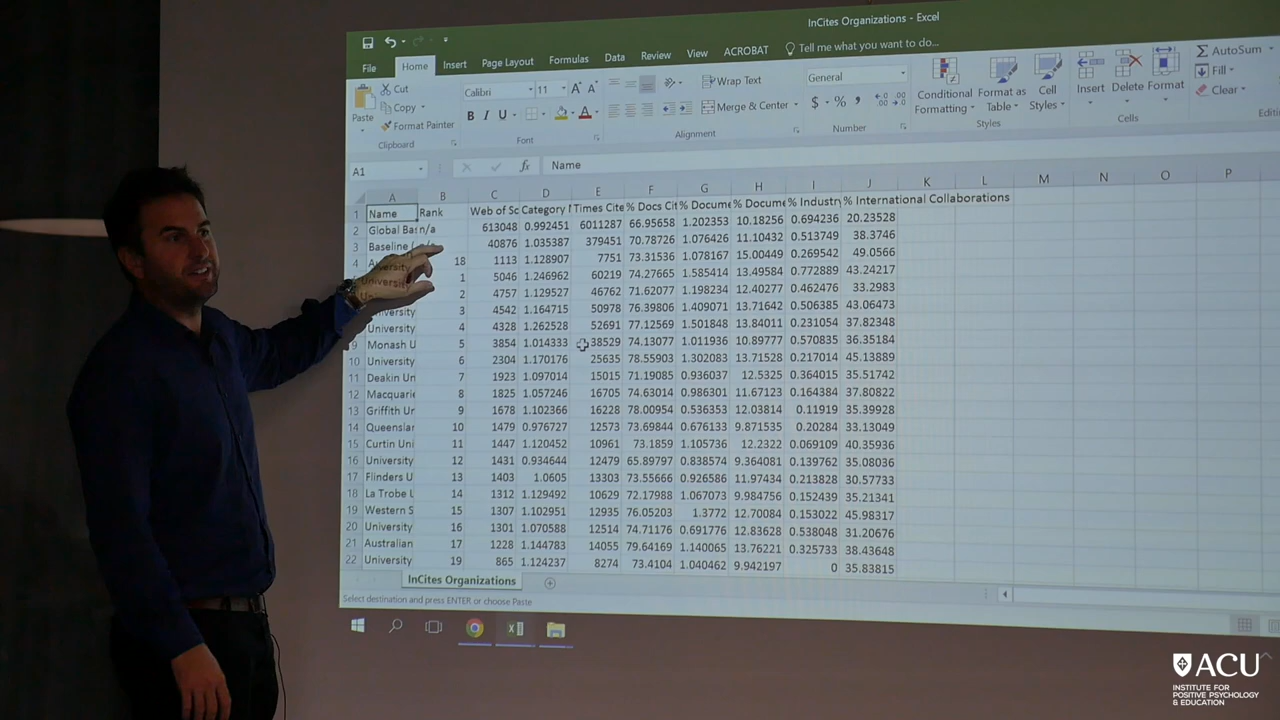 InCites Organizations - Excel
File Home Insert Page Layout Formulas Data Review View ACROBAT Tell me what you want to do...
Paste Cut Copy Format Painter Clipboard
Calibri 11 A A B I U A Font
Wrap Text Merge & Center Alignment
General $ % , Number
Conditional Formatting Format as Table Cell Styles Styles
Insert Delete Format Cells
AutoSum Fill Clear Editi
A1 fx Name
A B C D E F G H I J K L M N O P
1 Name Rank Web of Sc Category I Times Cite % Docs Cit % Docume % Docume % Industry % International Collaborations
2 Global Bas n/a 613048 0.992451 6011287 66.95658 1.202353 10.18256 0.694236 20.23528
3 Baseline 40876 1.035387 379451 70.78726 1.076426 11.10432 0.513749 38.3746
4 18 1113 1.128907 7751 73.31536 1.078167 15.00449 0.269542 49.0566
University 1 5046 1.246962 60219 74.27665 1.585414 13.49584 0.772889 43.24217
University 2 4757 1.129527 46762 71.62077 1.198234 12.40277 0.462476 33.2983
University 3 4542 1.164715 50978 76.39806 1.409071 13.71642 0.506385 43.06473
University 4 4328 1.262528 52691 77.12569 1.501848 13.84011 0.231054 37.82348
9 Monash U 5 3854 1.014333 38529 74.13077 1.011936 10.89777 0.570835 36.35184
10 University 6 2304 1.170176 25635 78.55903 1.302083 13.71528 0.217014 45.13889
11 Deakin Un 7 1923 1.097014 15015 71.19085 0.936037 12.5325 0.364015 35.51742
12 Macquarie 8 1825 1.057246 16705 74.63014 0.986301 11.67123 0.164384 37.80822
13 Griffith Ur 9 1678 1.102366 16228 78.00954 0.536353 12.03814 0.11919 35.39928
14 Queenslan 10 1479 0.976727 12573 73.69844 0.676133 9.871535 0.20284 33.13049
15 Curtin Uni 11 1447 1.120452 10961 73.1859 1.105736 12.2322 0.069109 40.35936
16 University 12 1431 0.934644 12479 65.89797 0.838574 9.364081 0.139762 35.08036
17 Flinders U 13 1403 1.0605 13303 73.55666 0.926586 11.97434 0.213828 30.57733
18 La Trobe U 14 1312 1.129492 10629 72.17988 1.067073 9.984756 0.152439 35.21341
19 Western S 15 1307 1.102951 12935 76.05203 1.3772 12.70084 0.153022 45.98317
20 University 16 1301 1.070588 12514 74.71176 0.691776 12.83628 0.538048 31.20676
21 Australian 17 1228 1.144783 14055 79.64169 1.140065 13.76221 0.325733 38.43648
22 University 19 865 1.124237 8274 73.4104 1.040462 9.942197 0 35.83815
InCites Organizations
Select destination and press ENTER or choose Paste
ACU
INSTITUTE FOR
POSITIVE PSYCHOLOGY
& EDUCATION